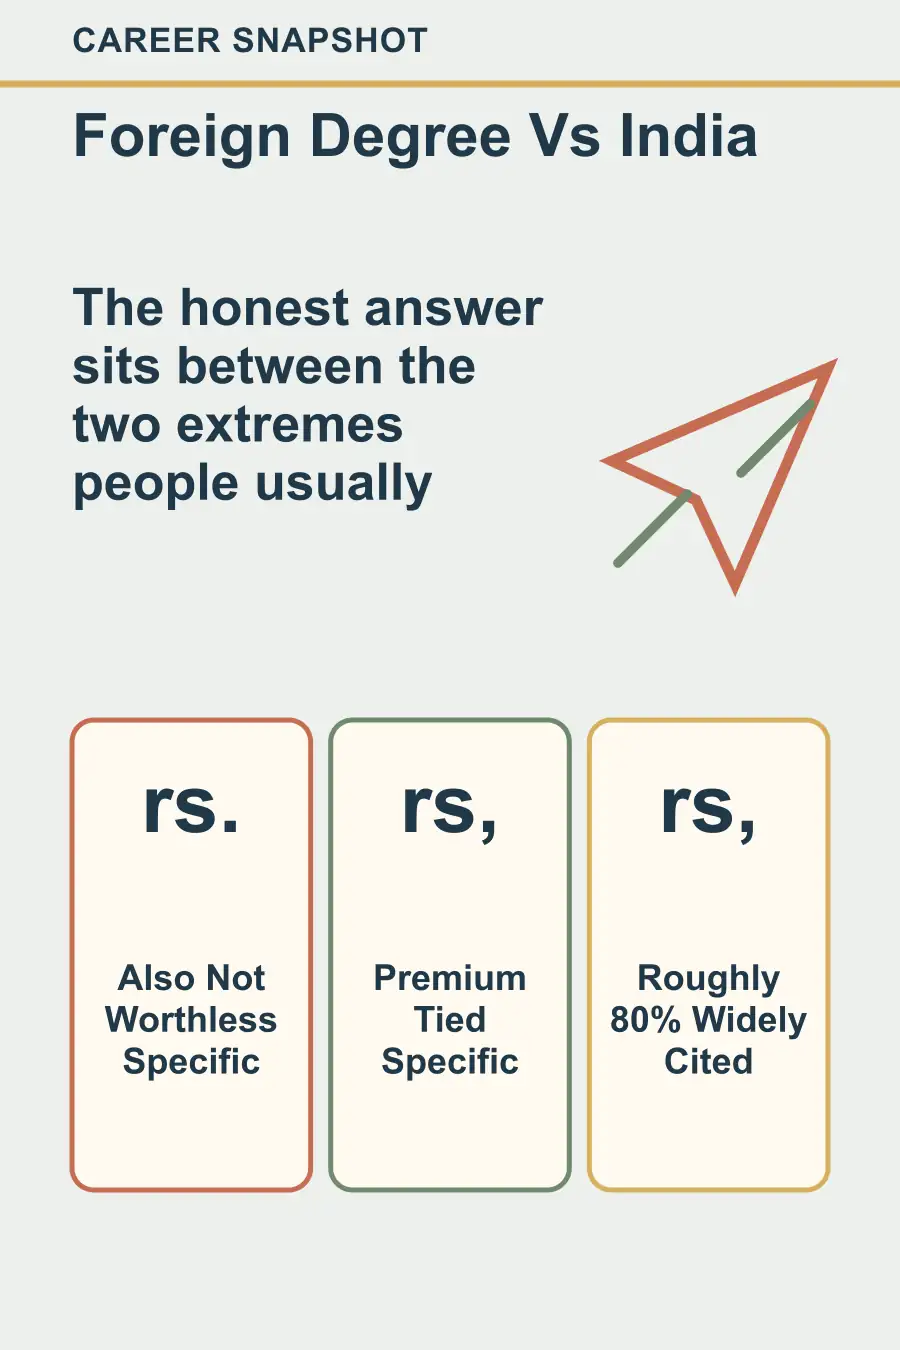 CAREER SNAPSHOT
Foreign Degree Vs India
The honest answer
sits between the
two extremes
people usually
rs.
Also Not
Worthless
Specific
rs,
Premium
Tied
Specific
rs,
Roughly
80% Widely
Cited